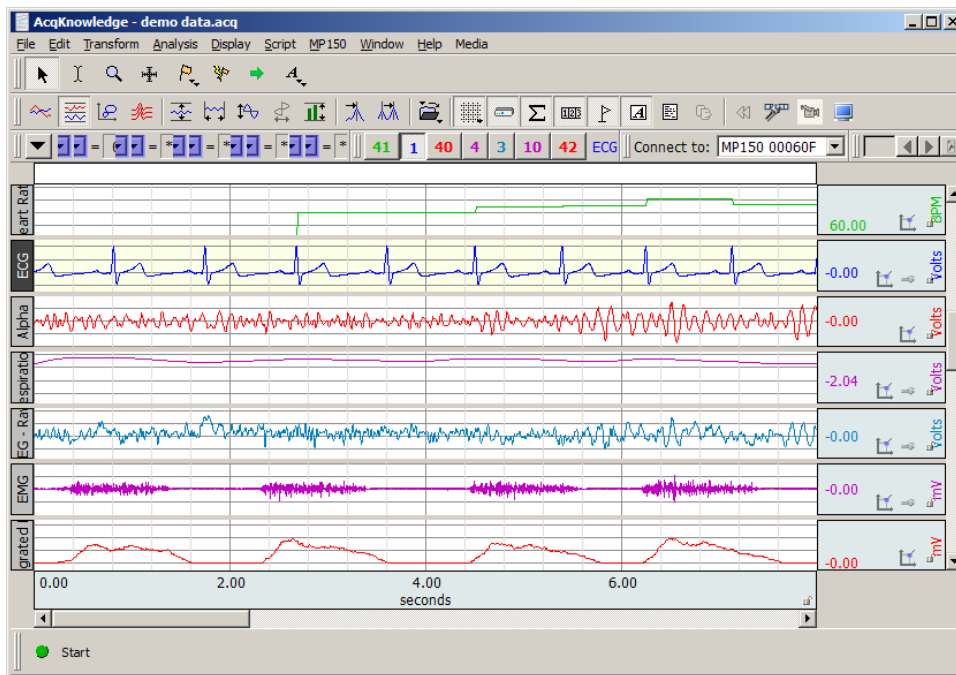 AcqKnowledge - demo data.acq
File Edit Transform Analysis Display Script MP150 Window Help Media
= = * = * = * = * 41 1 40 4 3 10 42 ECG Connect to: MP150 00060F
eart Rat 60.00 BPM
ECG -0.00 Volts
Alpha -0.00 Volts
espiratio -2.04 Volts
EG - Ra -0.00 Volts
EMG -0.00 mV
grated -0.00 mV
0.00 2.00 4.00 6.00
seconds
Start